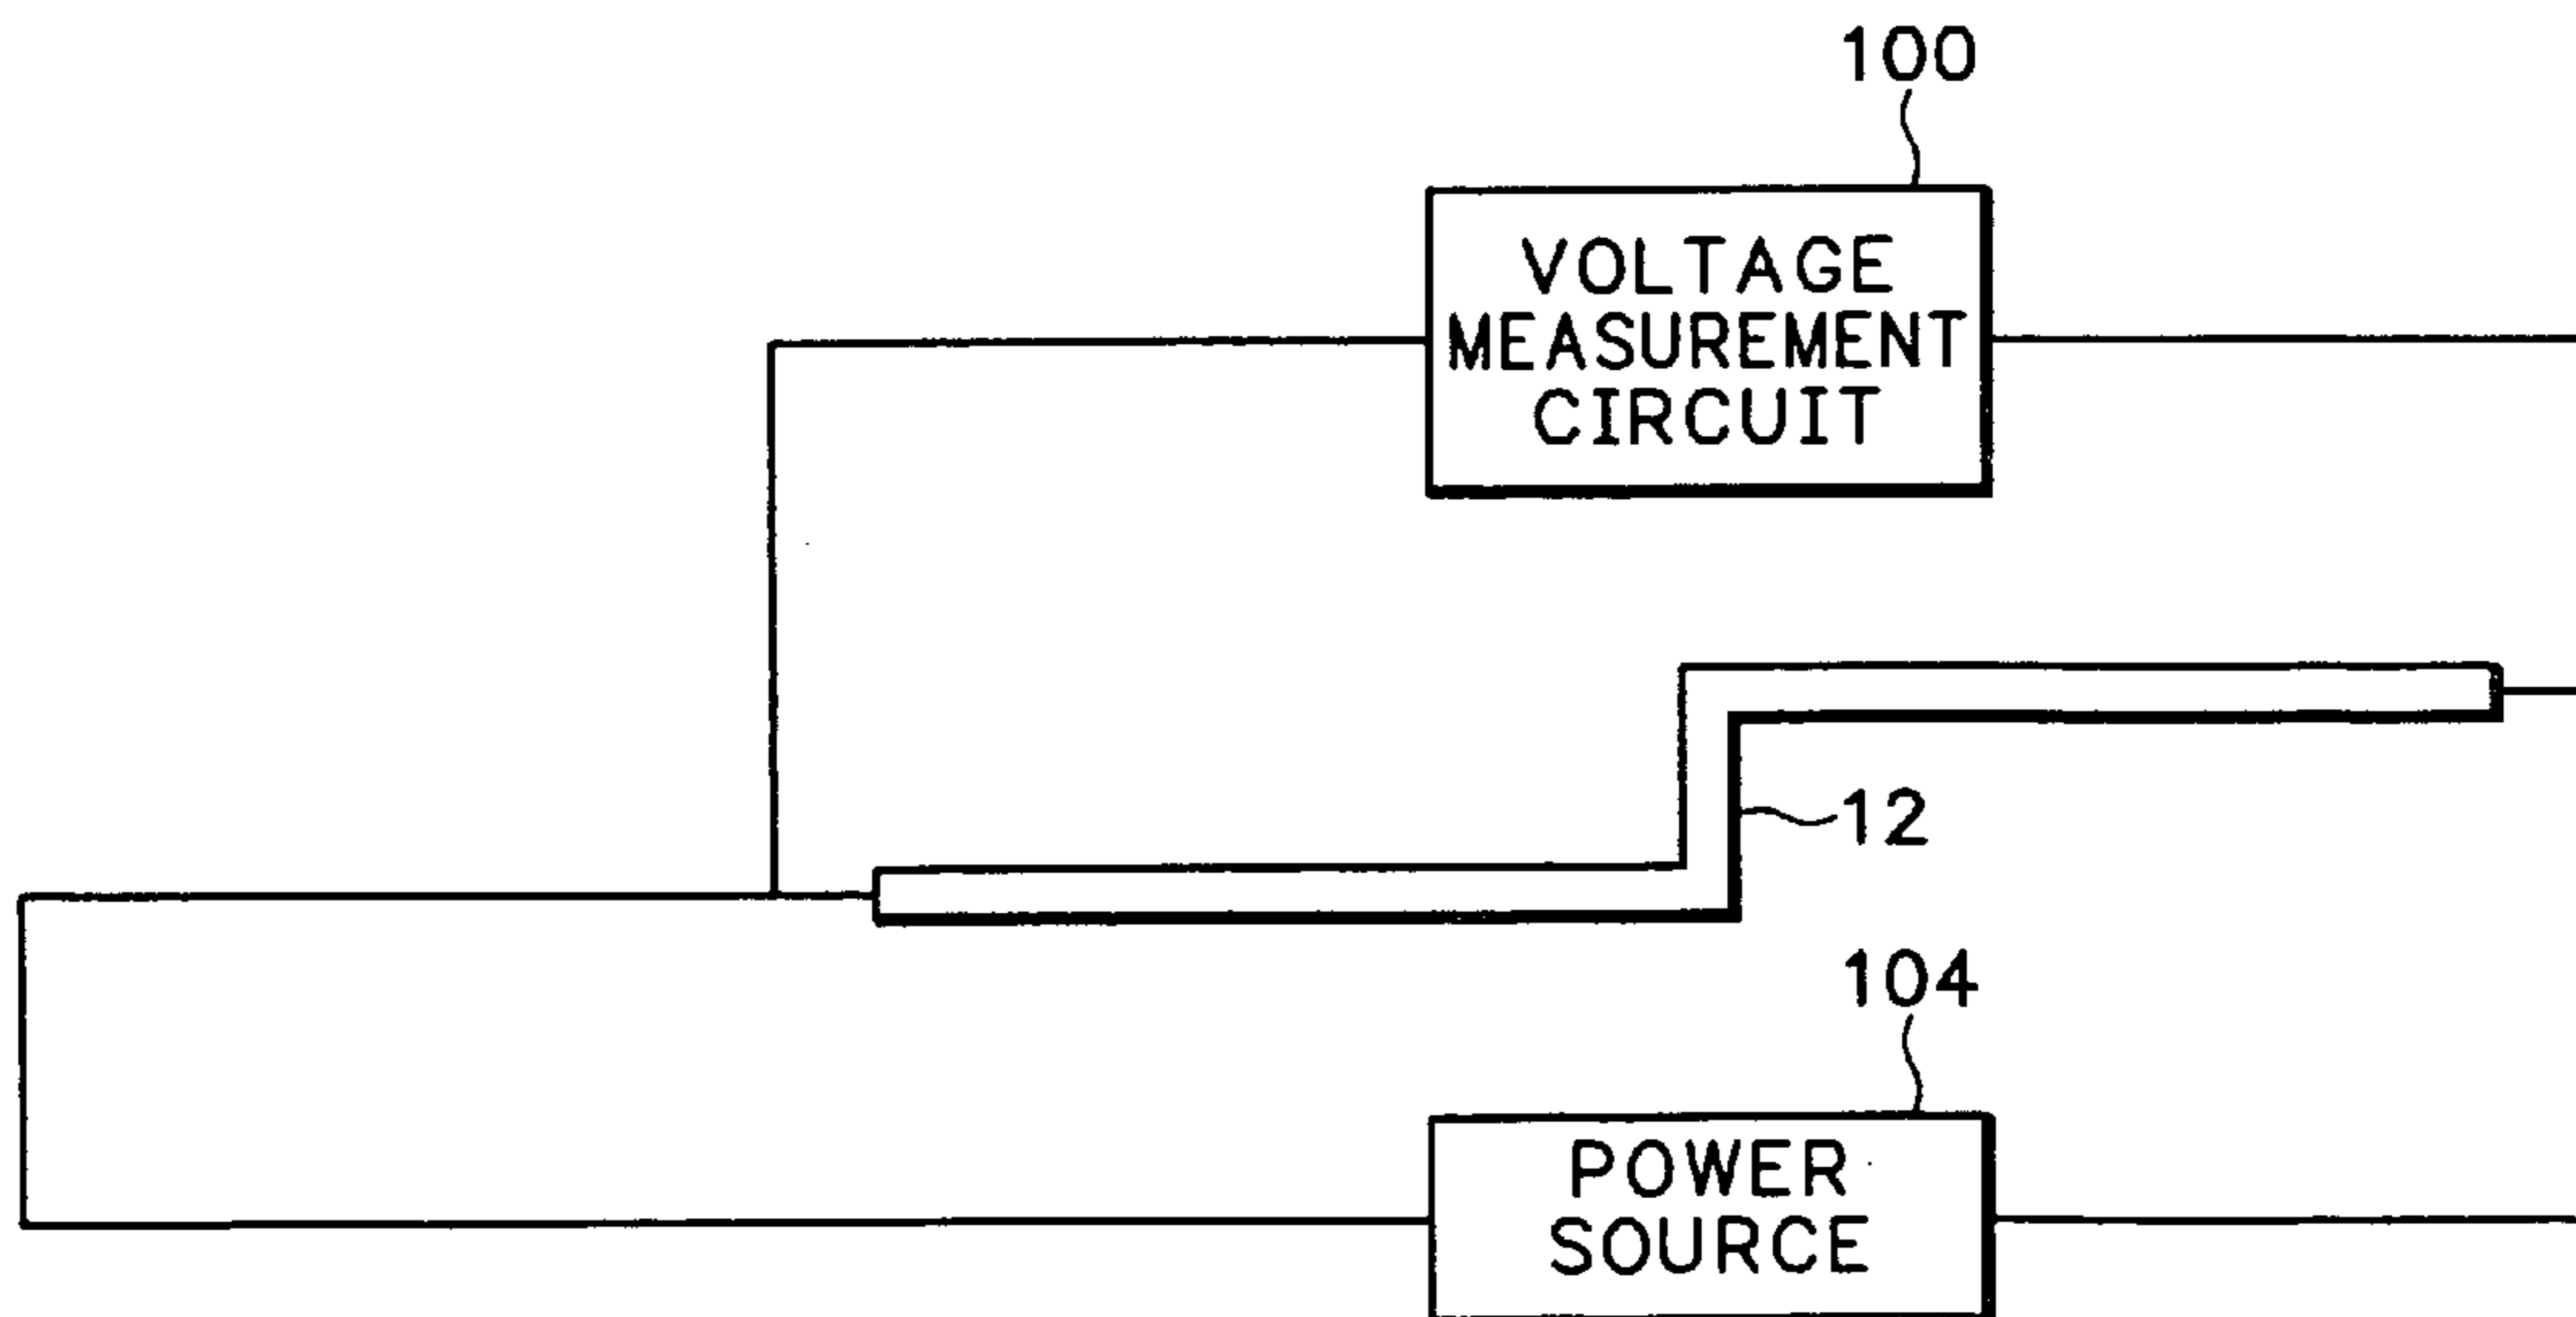 100
VOLTAGE
MEASUREMENT
CIRCUIT
12
104
POWER
SOURCE